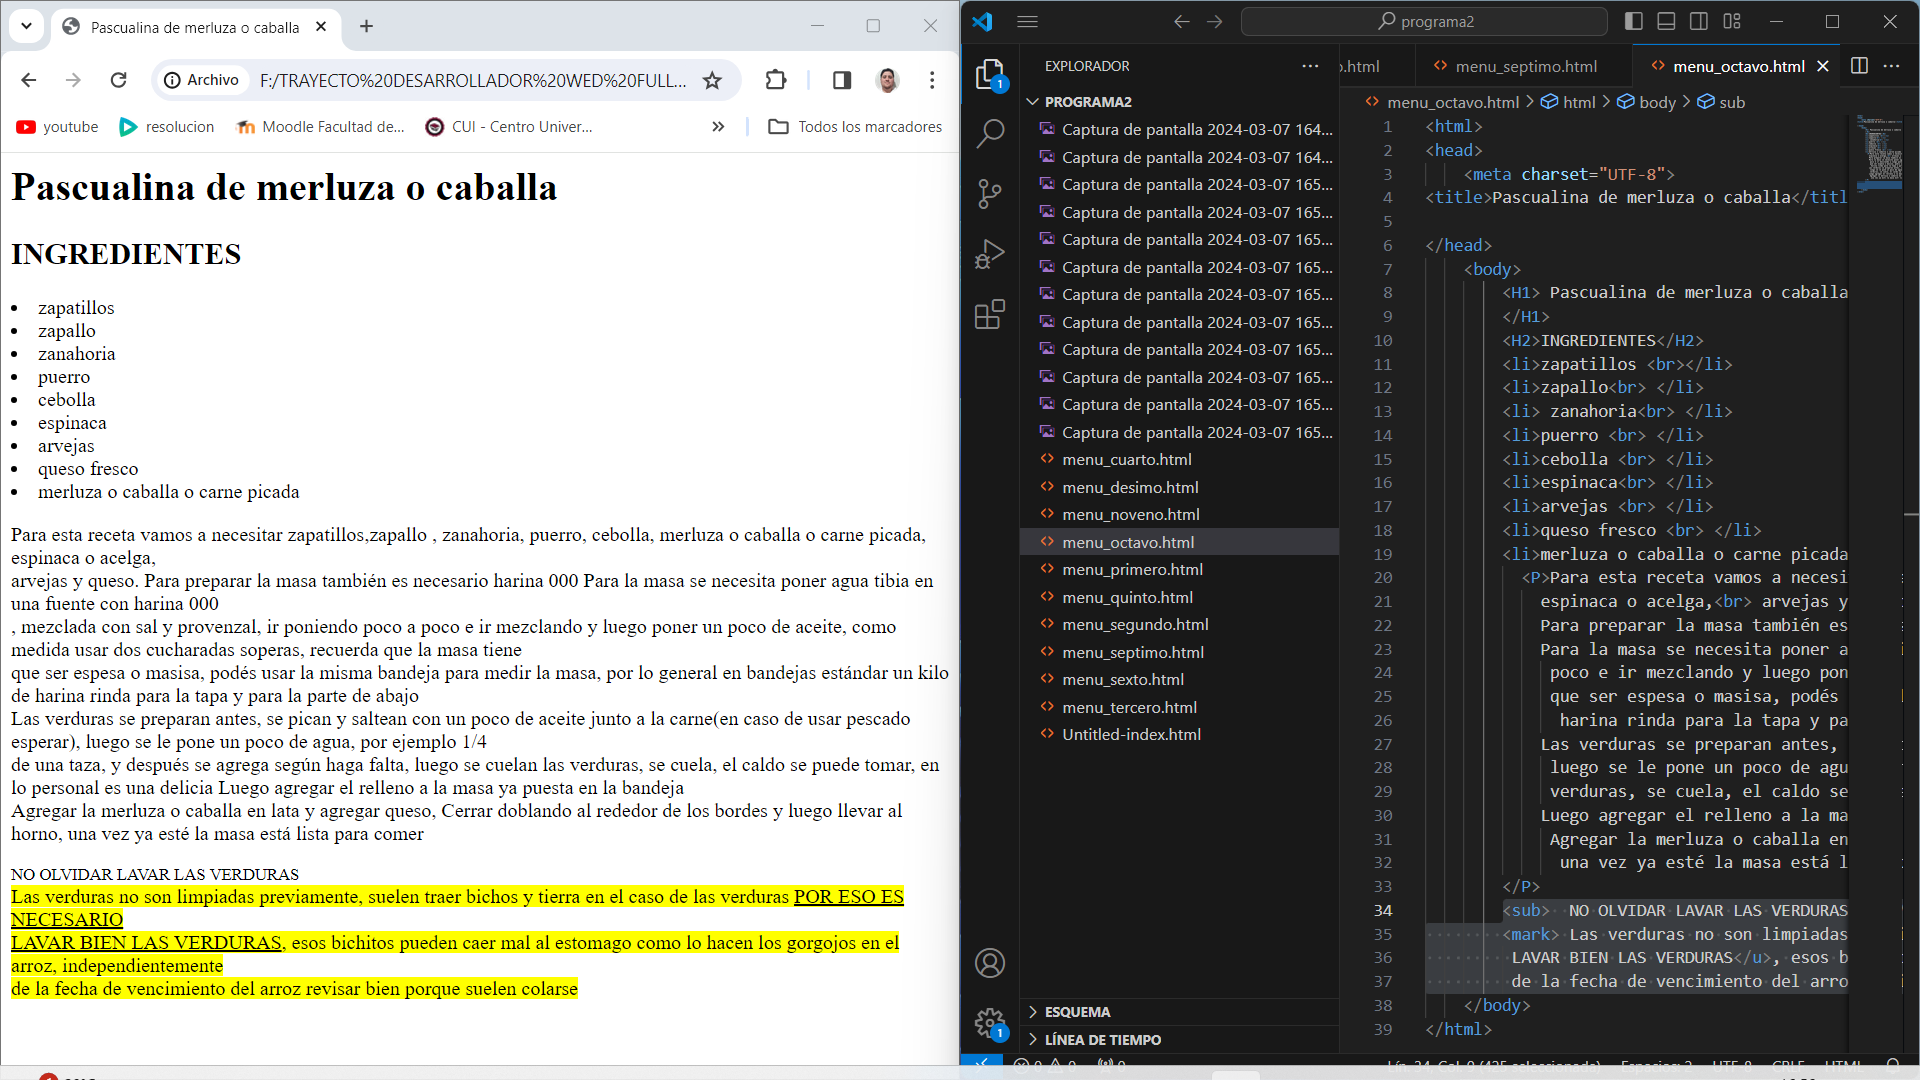 Pascualina de merluza o caballa
Archivo
F:/TRAYECTO%20DESARROLLADOR%20WED%20FULL...
youtube
resolucion
Moodle Facultad de...
CUI - Centro Univer...
Todos los marcadores
Pascualina de merluza o caballa
INGREDIENTES
zapatillos
zapallo
zanahoria
puerro
cebolla
espinaca
arvejas
queso fresco
merluza o caballa o carne picada
Para esta receta vamos a necesitar zapatillos,zapallo , zanahoria, puerro, cebolla, merluza o caballa o carne picada,
espinaca o acelga,
arvejas y queso. Para preparar la masa también es necesario harina 000 Para la masa se necesita poner agua tibia en
una fuente con harina 000
, mezclada con sal y provenzal, ir poniendo poco a poco e ir mezclando y luego poner un poco de aceite, como
medida usar dos cucharadas soperas, recuerda que la masa tiene
que ser espesa o masisa, podés usar la misma bandeja para medir la masa, por lo general en bandejas estándar un kilo
de harina rinda para la tapa y para la parte de abajo
Las verduras se preparan antes, se pican y saltean con un poco de aceite junto a la carne(en caso de usar pescado
esperar), luego se le pone un poco de agua, por ejemplo 1/4
de una taza, y después se agrega según haga falta, luego se cuelan las verduras, se cuela, el caldo se puede tomar, en
lo personal es una delicia Luego agregar el relleno a la masa ya puesta en la bandeja
Agregar la merluza o caballa en lata y agregar queso, Cerrar doblando al rededor de los bordes y luego llevar al
horno, una vez ya esté la masa está lista para comer
NO OLVIDAR LAVAR LAS VERDURAS
Las verduras no son limpiadas previamente, suelen traer bichos y tierra en el caso de las verduras POR ESO ES
NECESARIO
LAVAR BIEN LAS VERDURAS, esos bichitos pueden caer mal al estomago como lo hacen los gorgojos en el
arroz, independientemente
de la fecha de vencimiento del arroz revisar bien porque suelen colarse
programa2
EXPLORADOR
PROGRAMA2
Captura de pantalla 2024-03-07 164...
Captura de pantalla 2024-03-07 164...
Captura de pantalla 2024-03-07 165...
Captura de pantalla 2024-03-07 165...
Captura de pantalla 2024-03-07 165...
Captura de pantalla 2024-03-07 165...
Captura de pantalla 2024-03-07 165...
Captura de pantalla 2024-03-07 165...
Captura de pantalla 2024-03-07 165...
Captura de pantalla 2024-03-07 165...
Captura de pantalla 2024-03-07 165...
Captura de pantalla 2024-03-07 165...
menu_cuarto.html
menu_desimo.html
menu_noveno.html
menu_octavo.html
menu_primero.html
menu_quinto.html
menu_segundo.html
menu_septimo.html
menu_sexto.html
menu_tercero.html
Untitled-index.html
ESQUEMA
LÍNEA DE TIEMPO
1
1
.html
menu_septimo.html
menu_octavo.html
menu_octavo.html > html > body > sub
1 <html>
2 <head>
3 <meta charset="UTF-8">
4 <title>Pascualina de merluza o caballa</titl
5
6 </head>
7 <body>
8 <H1> Pascualina de merluza o caballa
9 </H1>
10 <H2>INGREDIENTES</H2>
11 <li>zapatillos <br></li>
12 <li>zapallo<br> </li>
13 <li> zanahoria<br> </li>
14 <li>puerro <br> </li>
15 <li>cebolla <br> </li>
16 <li>espinaca<br> </li>
17 <li>arvejas <br> </li>
18 <li>queso fresco <br> </li>
19 <li>merluza o caballa o carne picada
20 <P>Para esta receta vamos a necesi
21 espinaca o acelga,<br> arvejas y
22 Para preparar la masa también es
23 Para la masa se necesita poner a
24 poco e ir mezclando y luego pon
25 que ser espesa o masisa, podés
26 harina rinda para la tapa y pa
27 Las verduras se preparan antes,
28 luego se le pone un poco de agu
29 verduras, se cuela, el caldo se
30 Luego agregar el relleno a la ma
31 Agregar la merluza o caballa en
32 una vez ya esté la masa está l
33 </P>
34 <sub> NO OLVIDAR LAVAR LAS VERDURAS
35 <mark> Las verduras no son limpiadas
36 LAVAR BIEN LAS VERDURAS</u>, esos b
37 de la fecha de vencimiento del arro
38 </body>
39 </html>
0 0 0
Lín. 34, Col. 9 (425 seleccionada) Espacios: 2 UTF-8 CRLF HTML